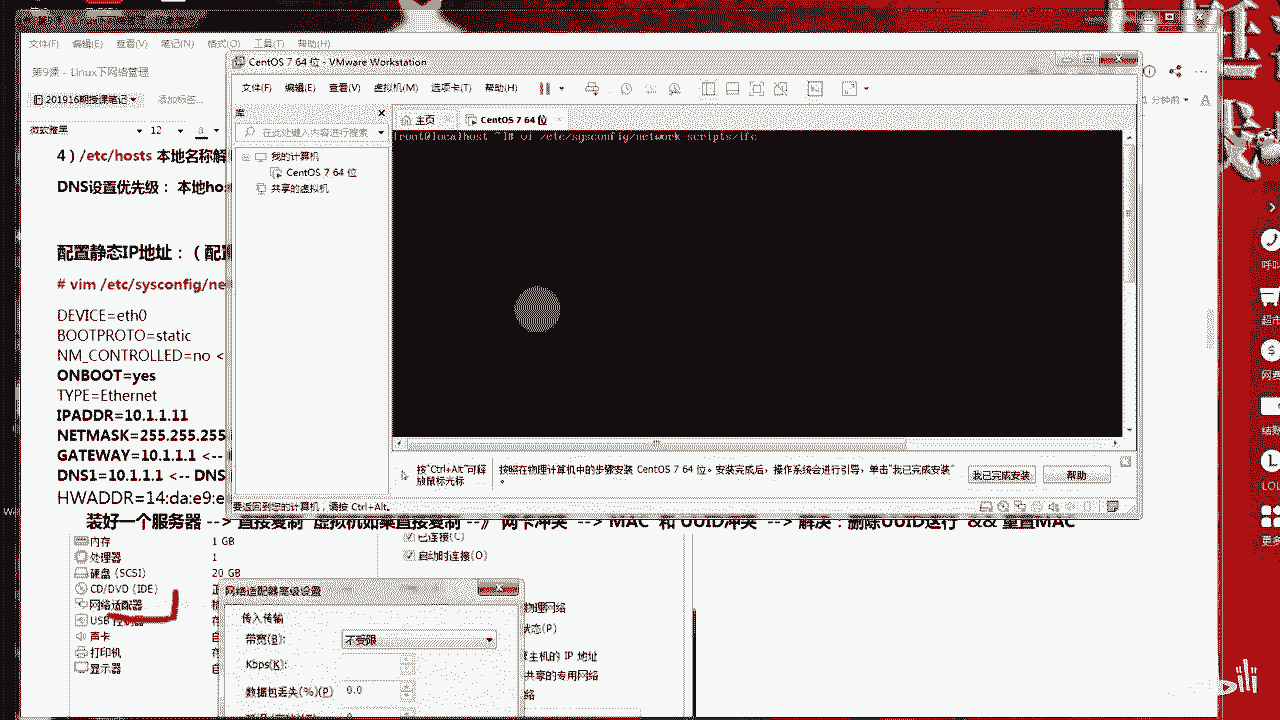 文件(F) 编辑(E) 查看(V) 笔记(N) 格式(O) 工具(T) 帮助(H)
第9课 - Linux下网络管理
201916期授课笔记
添加标签...
1 分钟前
微软雅黑 12 a
4）/etc/hosts 本地名称解
DNS设置优先级： 本地ho
配置静态IP地址：（ 配
# vim /etc/sysconfig/ne
DEVICE=eth0
BOOTPROTO=static
NM_CONTROLLED=no <
ONBOOT=yes
TYPE=Ethernet
IPADDR=10.1.1.11
NETMASK=255.255.255
GATEWAY=10.1.1.1 <--
DNS1=10.1.1.1 <-- DNS
HWADDR=14:da:e9:e
装好一个服务器 --> 直接复制 虚拟机如果直接复制 --》 网卡冲突 --> MAC 和 UUID冲突 --> 解决：删除UUID这行 && 重置MAC
CentOS 7 64 位 - VMware Workstation
文件(F) 编辑(E) 查看(V) 虚拟机(M) 选项卡(T) 帮助(H)
库
在此处键入内容进行搜索
我的计算机
CentOS 7 64 位
共享的虚拟机
主页
CentOS 7 64 位
[root@localhost ~]# vi /etc/sysconfig/network-scripts/ifc
按"Ctrl+Alt"可释放鼠标光标
按照在物理计算机中的步骤安装 CentOS 7 64 位。安装完成后，操作系统会进行引导，单击"我已完成安装"。
我已完成安装
帮助
要返回到您的计算机，请按 Ctrl+Alt。
内存 1 GB
处理器 1
硬盘 (SCSI) 20 GB
CD/DVD (IDE)
网络适配器
USB 控制器
声卡
打印机
显示器
已连接(C)
启动时连接(O)
物理网络
状态(P)
主机的 IP 地址
共享的专用网络
络
网络适配器高级设置
传入传输
带宽(B): 不受限
Kbps(K):
数据包丢失(%)(P) 0.0
超市
更多